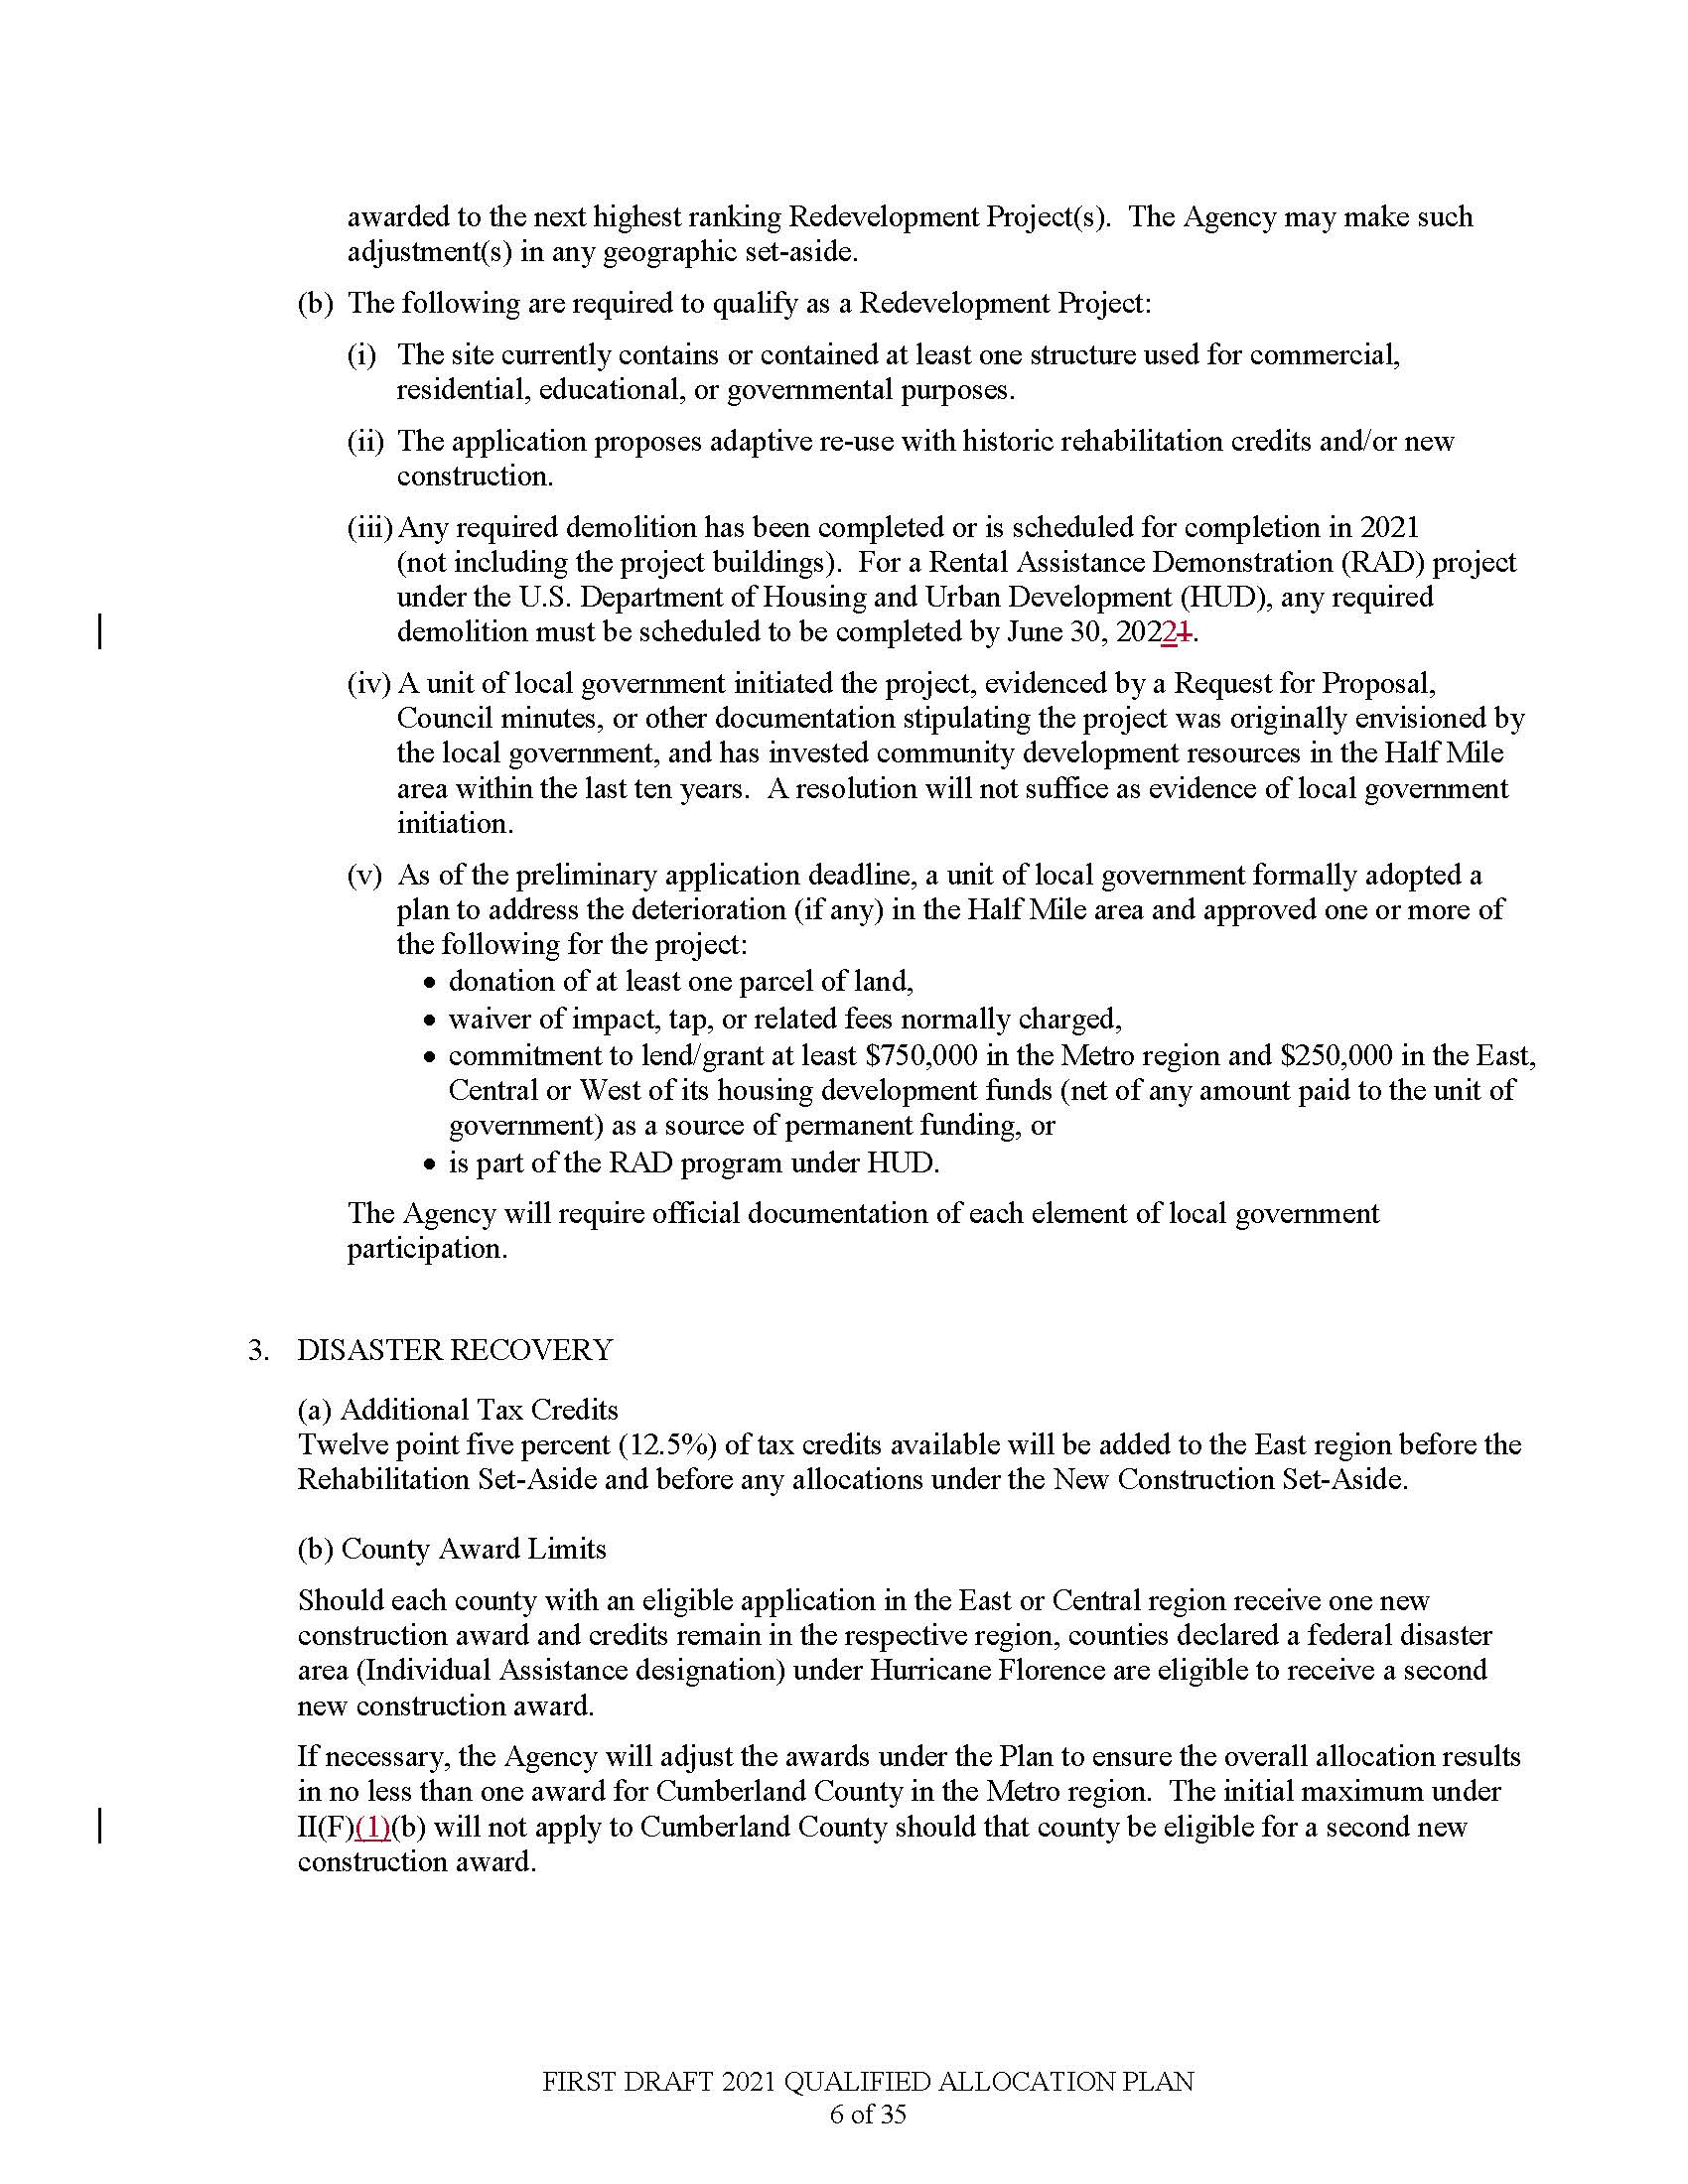 awarded to the next highest ranking Redevelopment Project(s).  The Agency may make such
adjustment(s) in any geographic set-aside.
(b) The following are required to qualify as a Redevelopment Project:
(i) The site currently contains or contained at least one structure used for commercial,
residential, educational, or governmental purposes.
(ii) The application proposes adaptive re-use with historic rehabilitation credits and/or new
construction.
(iii) Any required demolition has been completed or is scheduled for completion in 2021
(not including the project buildings).  For a Rental Assistance Demonstration (RAD) project
under the U.S. Department of Housing and Urban Development (HUD), any required
demolition must be scheduled to be completed by June 30, 20221.
(iv) A unit of local government initiated the project, evidenced by a Request for Proposal,
Council minutes, or other documentation stipulating the project was originally envisioned by
the local government, and has invested community development resources in the Half Mile
area within the last ten years.  A resolution will not suffice as evidence of local government
initiation.
(v) As of the preliminary application deadline, a unit of local government formally adopted a
plan to address the deterioration (if any) in the Half Mile area and approved one or more of
the following for the project:
• donation of at least one parcel of land,
• waiver of impact, tap, or related fees normally charged,
• commitment to lend/grant at least $750,000 in the Metro region and $250,000 in the East,
Central or West of its housing development funds (net of any amount paid to the unit of
government) as a source of permanent funding, or
• is part of the RAD program under HUD.
The Agency will require official documentation of each element of local government
participation.
3. DISASTER RECOVERY
(a) Additional Tax Credits
Twelve point five percent (12.5%) of tax credits available will be added to the East region before the
Rehabilitation Set-Aside and before any allocations under the New Construction Set-Aside.
(b) County Award Limits
Should each county with an eligible application in the East or Central region receive one new
construction award and credits remain in the respective region, counties declared a federal disaster
area (Individual Assistance designation) under Hurricane Florence are eligible to receive a second
new construction award.
If necessary, the Agency will adjust the awards under the Plan to ensure the overall allocation results
in no less than one award for Cumberland County in the Metro region.  The initial maximum under
II(F)(1)(b) will not apply to Cumberland County should that county be eligible for a second new
construction award.
FIRST DRAFT 2021 QUALIFIED ALLOCATION PLAN
6 of 35